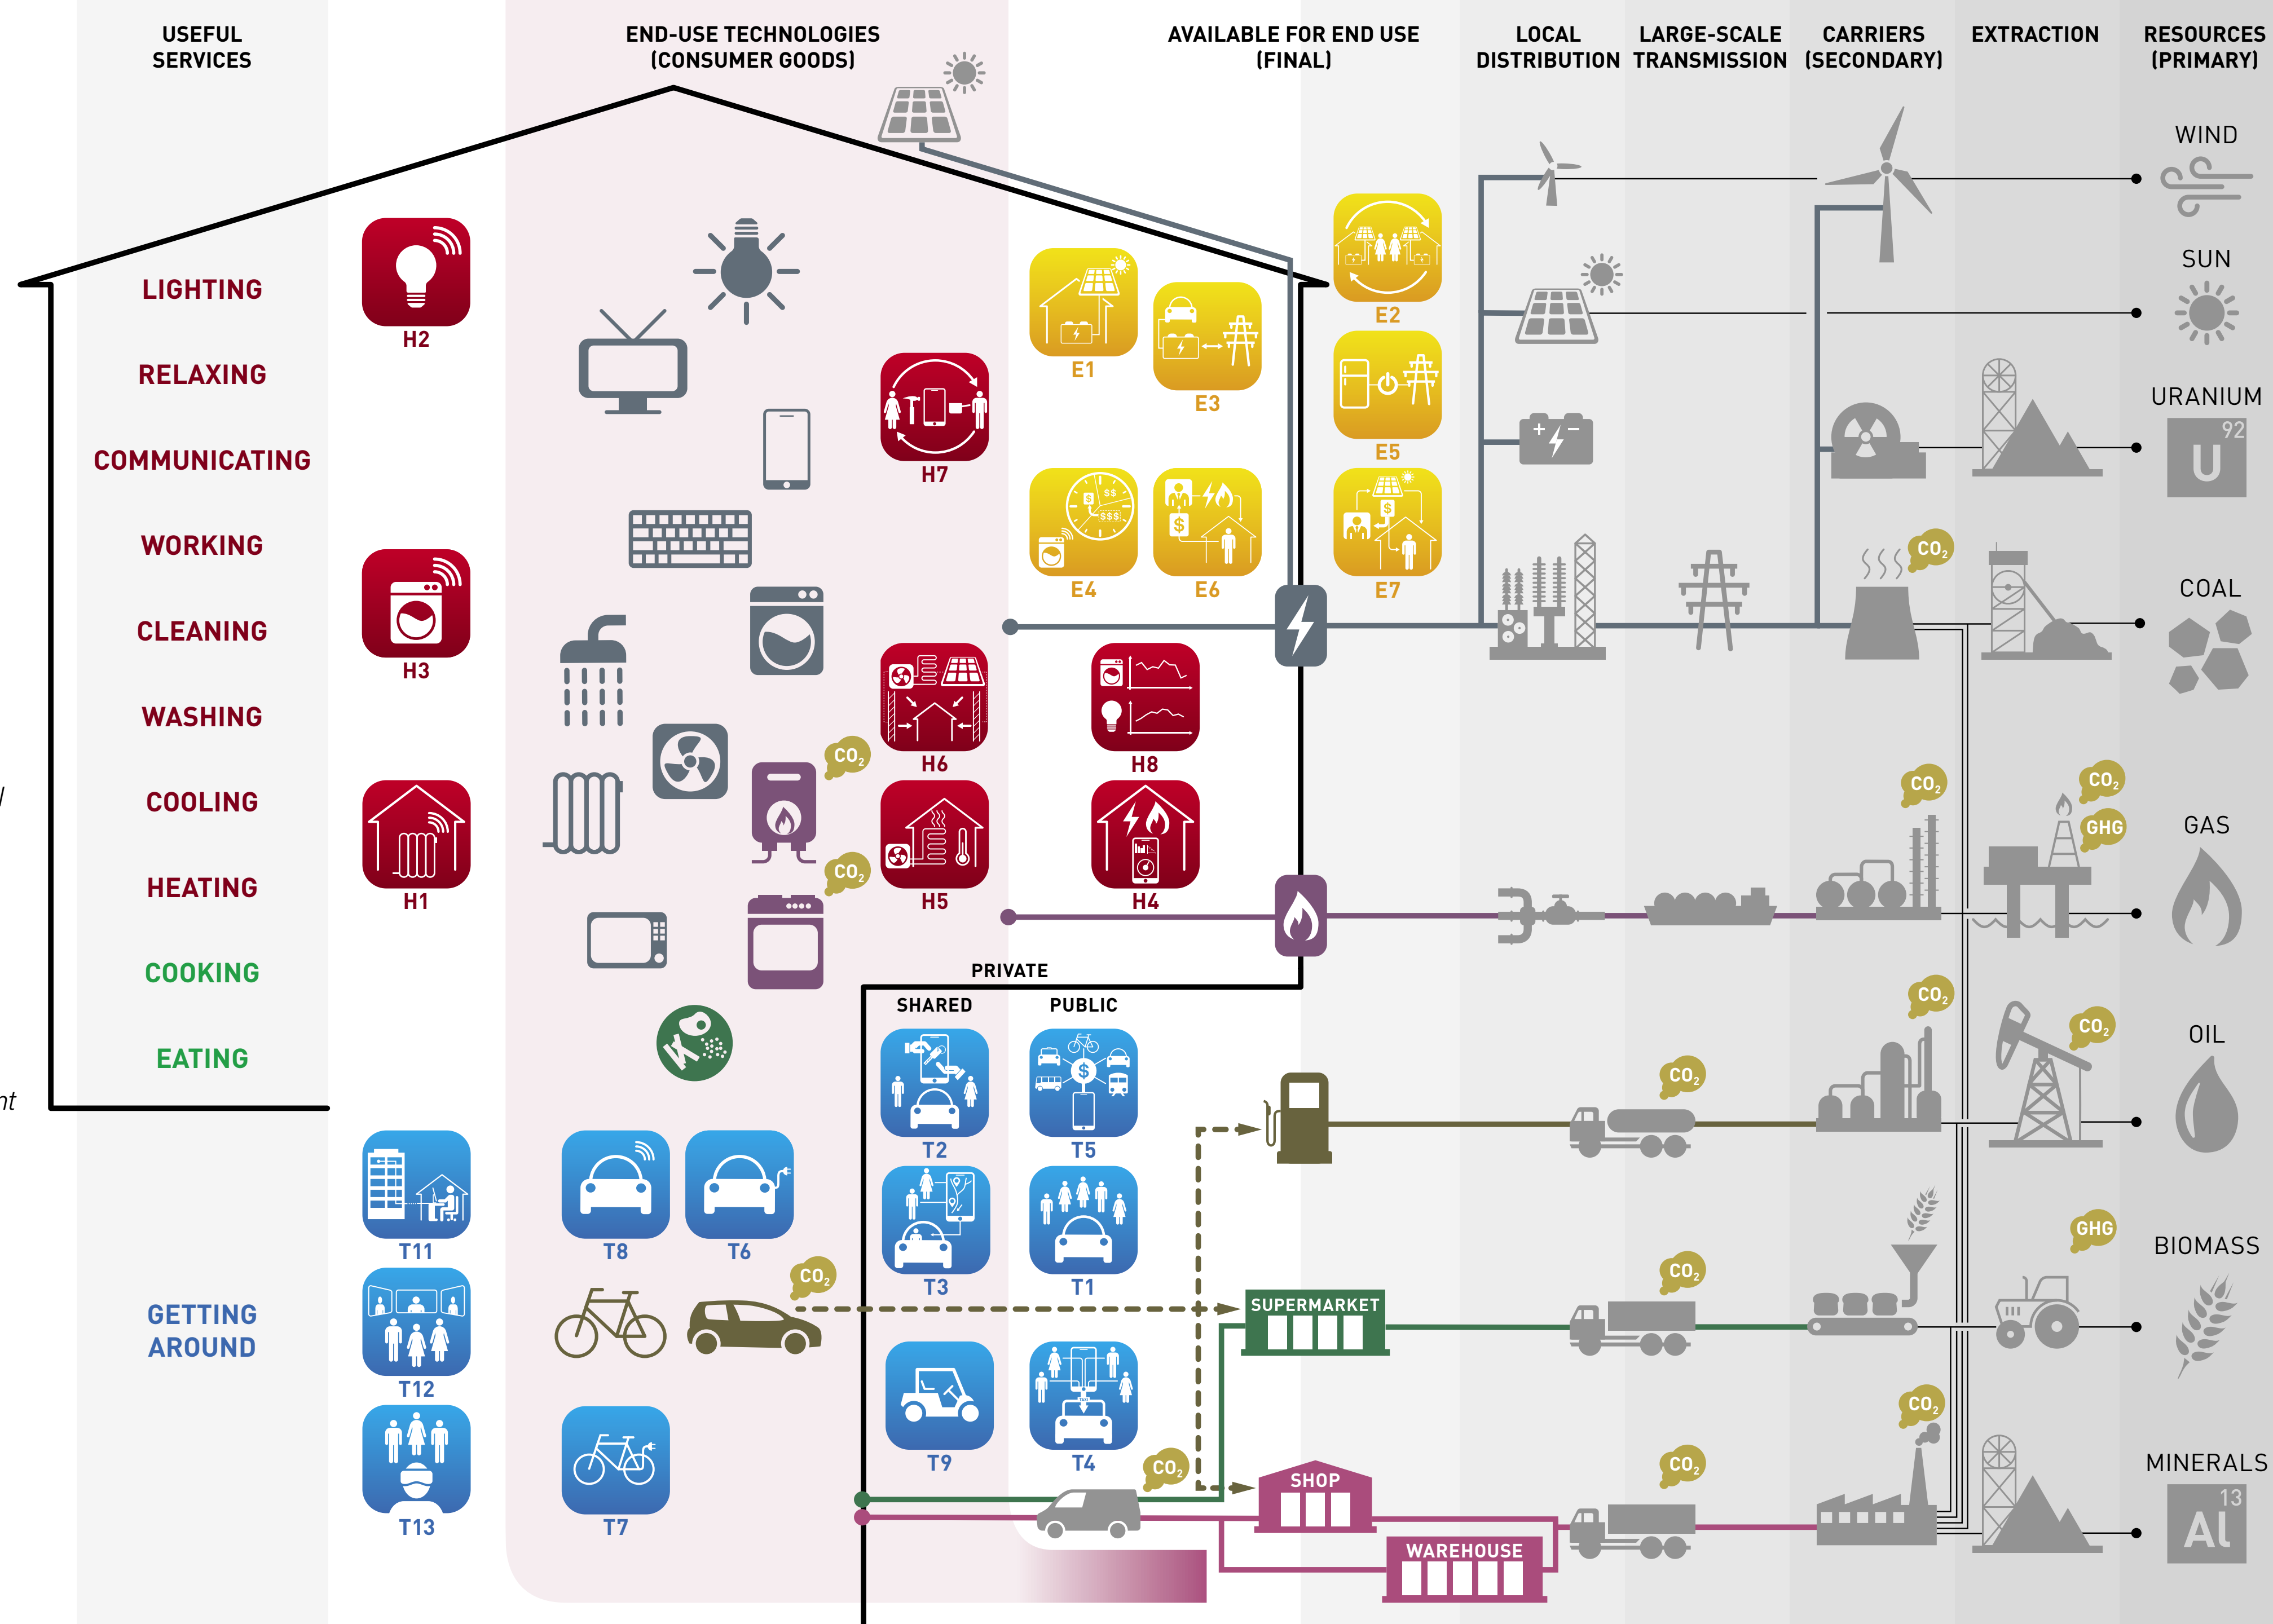 USEFUL
SERVICES
END-USE TECHNOLOGIES
(CONSUMER GOODS)
AVAILABLE FOR END USE
(FINAL)
LOCAL
DISTRIBUTION
LARGE-SCALE
TRANSMISSION
CARRIERS
(SECONDARY)
EXTRACTION
RESOURCES
(PRIMARY)
LIGHTING
RELAXING
COMMUNICATING
WORKING
CLEANING
WASHING
COOLING
HEATING
COOKING
EATING
GETTING
AROUND
H2
H3
H1
T11
T12
T13
CO2
CO2
T8
T6
CO2
T7
H7
H6
H5
H8
H4
E1
E3
E2
E5
$$
$
$$$
E4
$
E6
$
E7
PRIVATE
SHARED
PUBLIC
T2
$
T5
T3
T1
T9
T4
CO2
SUPERMARKET
SHOP
WAREHOUSE
+ −
CO2
CO2
CO2
CO2
CO2
CO2
CO2
CO2
GHG
CO2
GHG
WIND
SUN
URANIUM
92
U
COAL
GAS
OIL
BIOMASS
MINERALS
13
Al